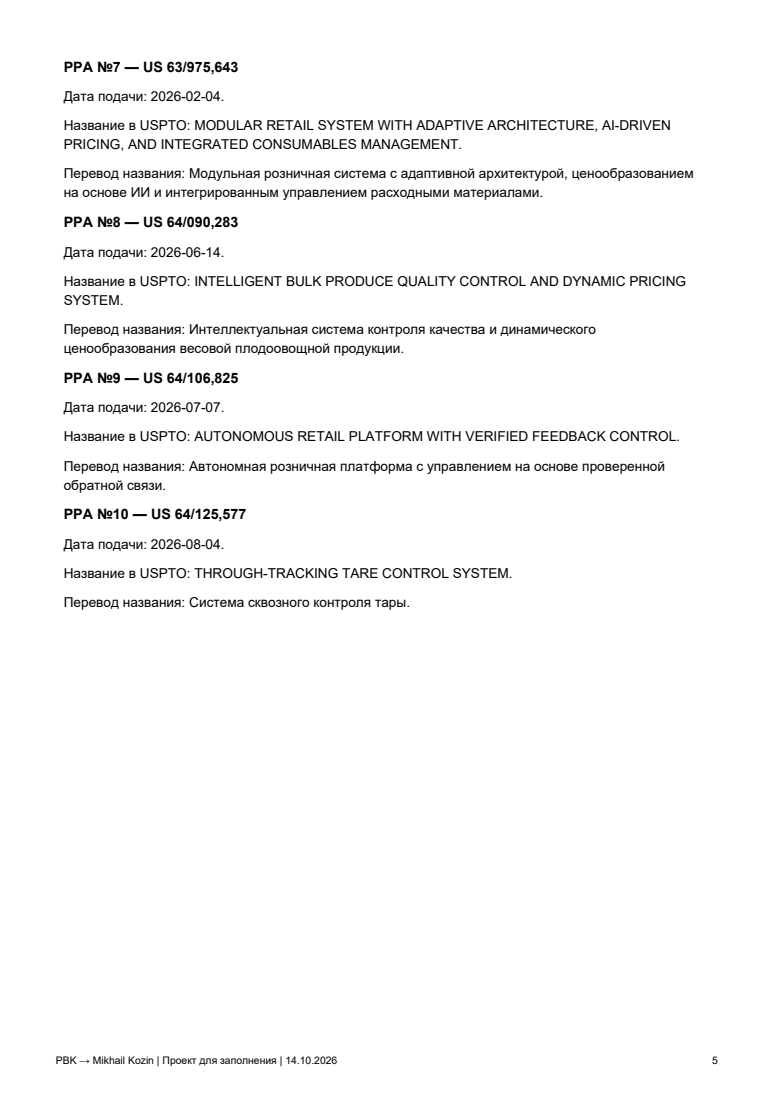 PPA №7 — US 63/975,643
Дата подачи: 2026-02-04.
Название в USPTO: MODULAR RETAIL SYSTEM WITH ADAPTIVE ARCHITECTURE, AI-DRIVEN
PRICING, AND INTEGRATED CONSUMABLES MANAGEMENT.
Перевод названия: Модульная розничная система с адаптивной архитектурой, ценообразованием
на основе ИИ и интегрированным управлением расходными материалами.
PPA №8 — US 64/090,283
Дата подачи: 2026-06-14.
Название в USPTO: INTELLIGENT BULK PRODUCE QUALITY CONTROL AND DYNAMIC PRICING
SYSTEM.
Перевод названия: Интеллектуальная система контроля качества и динамического
ценообразования весовой плодоовощной продукции.
PPA №9 — US 64/106,825
Дата подачи: 2026-07-07.
Название в USPTO: AUTONOMOUS RETAIL PLATFORM WITH VERIFIED FEEDBACK CONTROL.
Перевод названия: Автономная розничная платформа с управлением на основе проверенной
обратной связи.
PPA №10 — US 64/125,577
Дата подачи: 2026-08-04.
Название в USPTO: THROUGH-TRACKING TARE CONTROL SYSTEM.
Перевод названия: Система сквозного контроля тары.
PBK → Mikhail Kozin | Проект для заполнения | 14.10.2026 5